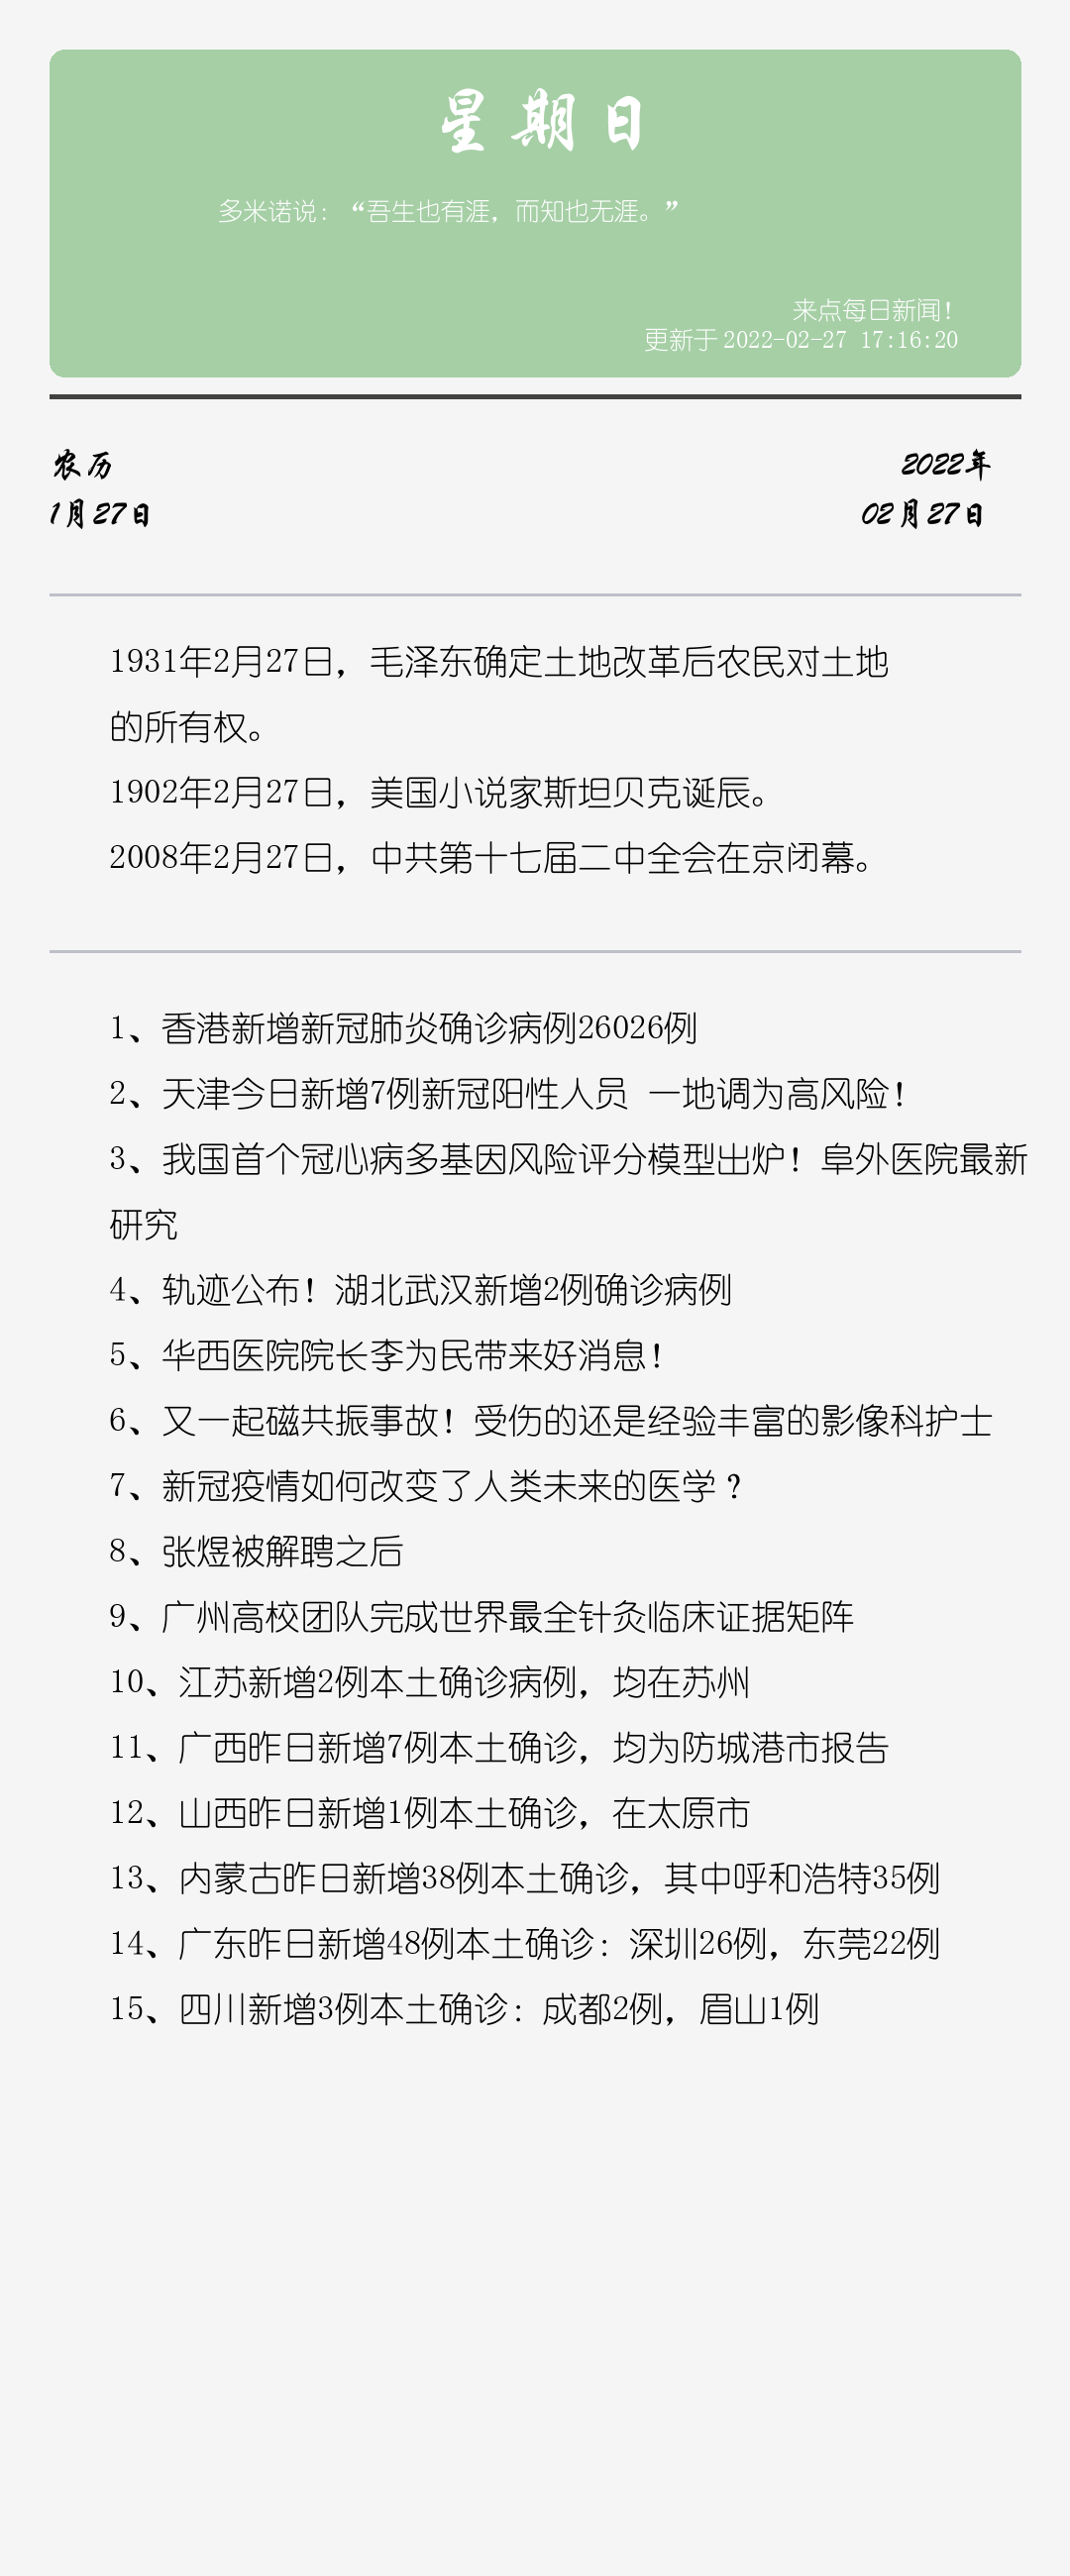 星期日
多米诺说：“吾生也有涯，而知也无涯。”
来点每日新闻！
更新于2022-02-27 17:16:20
农历
2022年
1月27日
02月27日
1931年2月27日，毛泽东确定土地改革后农民对土地
的所有权。
1902年2月27日，美国小说家斯坦贝克诞辰。
2008年2月27日，中共第十七届二中全会在京闭幕。
1、香港新增新冠肺炎确诊病例26026例
2、天津今日新增7例新冠阳性人员 一地调为高风险！
3、我国首个冠心病多基因风险评分模型出炉！阜外医院最新
研究
4、轨迹公布！湖北武汉新增2例确诊病例
5、华西医院院长李为民带来好消息！
6、又一起磁共振事故！受伤的还是经验丰富的影像科护士
7、新冠疫情如何改变了人类未来的医学？
8、张煜被解聘之后
9、广州高校团队完成世界最全针灸临床证据矩阵
10、江苏新增2例本土确诊病例，均在苏州
11、广西昨日新增7例本土确诊，均为防城港市报告
12、山西昨日新增1例本土确诊，在太原市
13、内蒙古昨日新增38例本土确诊，其中呼和浩特35例
14、广东昨日新增48例本土确诊：深圳26例，东莞22例
15、四川新增3例本土确诊：成都2例，眉山1例